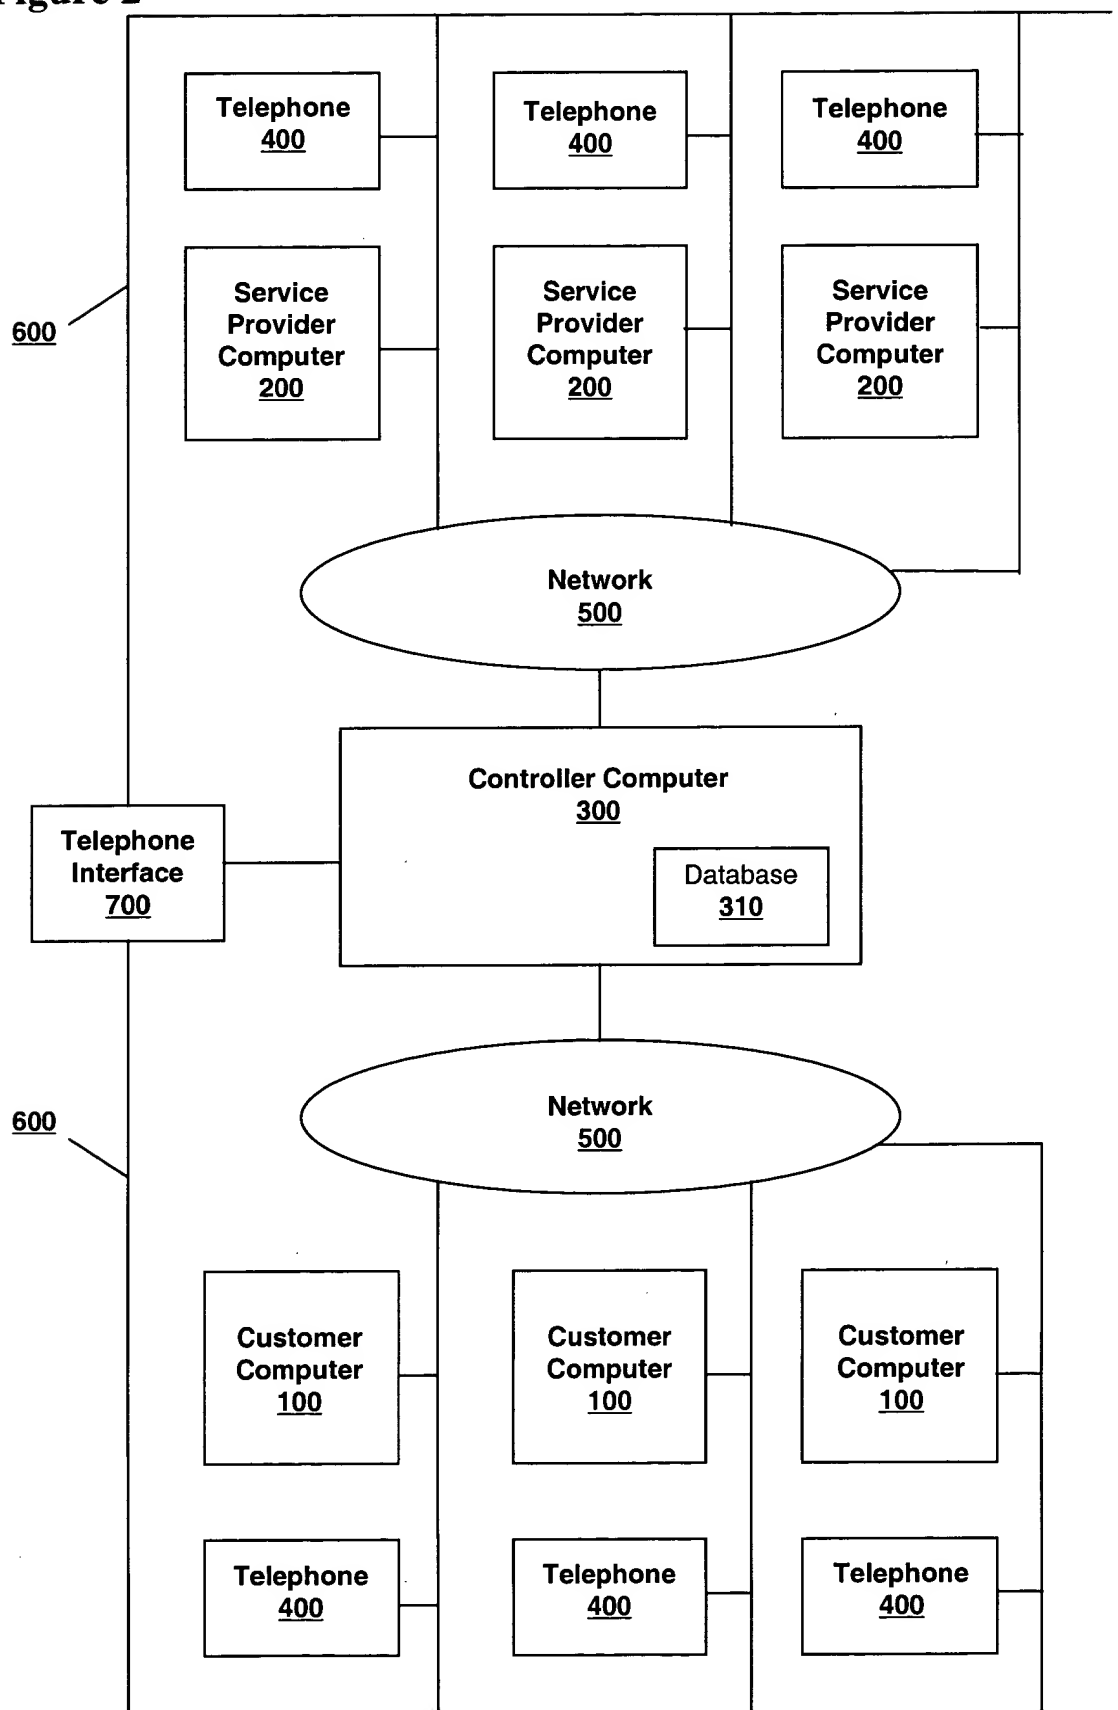 Figure 2
Telephone
400
Telephone
400
Telephone
400
Service
Provider
Computer
200
Service
Provider
Computer
200
Service
Provider
Computer
200
600
Network
500
Controller Computer
300
Telephone
Interface
700
Database
310
600
Network
500
Customer
Computer
100
Customer
Computer
100
Customer
Computer
100
Telephone
400
Telephone
400
Telephone
400